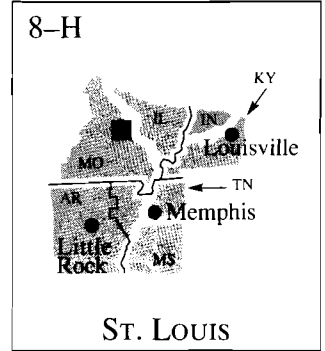 8–H
KY
IL
IN
Louisville
MO
TN
AR
Memphis
Little
Rock
MS
ST. LOUIS